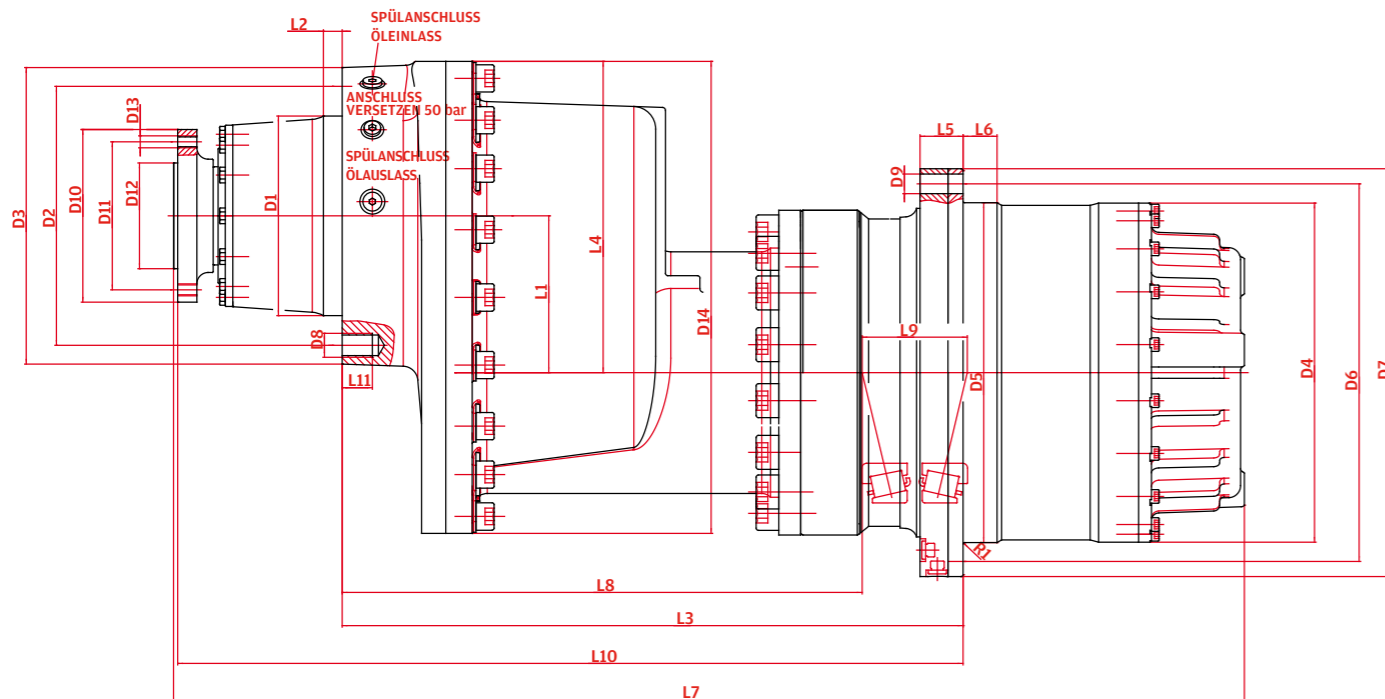 L2
SPÜLANSCHLUSS
ÖLEINLASS
ANSCHLUSS
VERSETZEN 50 bar
SPÜLANSCHLUSS
ÖLAUSLASS
D3
D2
D10
D11
D13
D12
D1
D8
L11
L4
L1
D14
L5
L6
D9
L9
D5
D4
D6
D7
R1
L8
L3
L10
L7